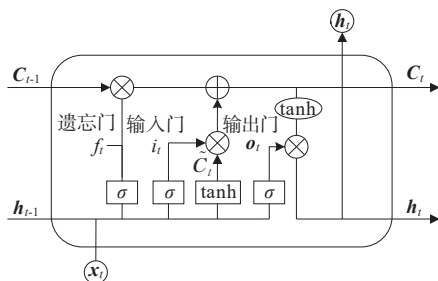 h_t
C_{t-1}
C_t
tanh
遗忘门 输入门 输出门
f_t i_t C̃_t o_t
σ σ tanh σ
h_{t-1}
h_t
x_t